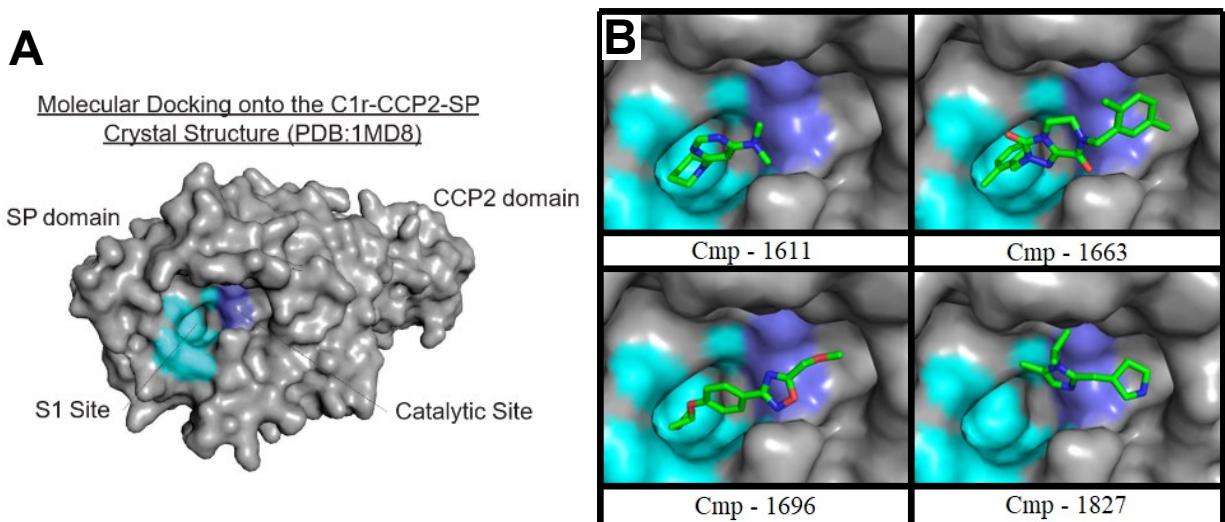 A
Molecular Docking onto the C1r-CCP2-SP
Crystal Structure (PDB:1MD8)
SP domain
CCP2 domain
S1 Site
Catalytic Site
B
Cmp - 1611
Cmp - 1663
Cmp - 1696
Cmp - 1827